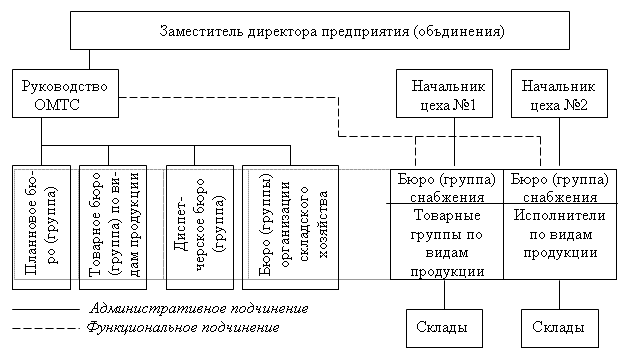 Заместитель директора предприятия (объдинения)
Руководство
ОМТС
Начальник
цеха №1
Начальник
цеха №2
Планновое бю-
ро (группа)
Товарное бюро
(группа) по ви-
дам продукции
Диспет-
черское бюро
(группа)
Бюро (группы)
организации
складского
хозяйства
Бюро (группа)
снабжения
Товарные
группы по
видам
продукции
Бюро (группа)
снабжения
Исполнители
по видам
продукции
Склады
Склады
Административное подчинение
Функциональное подчинение